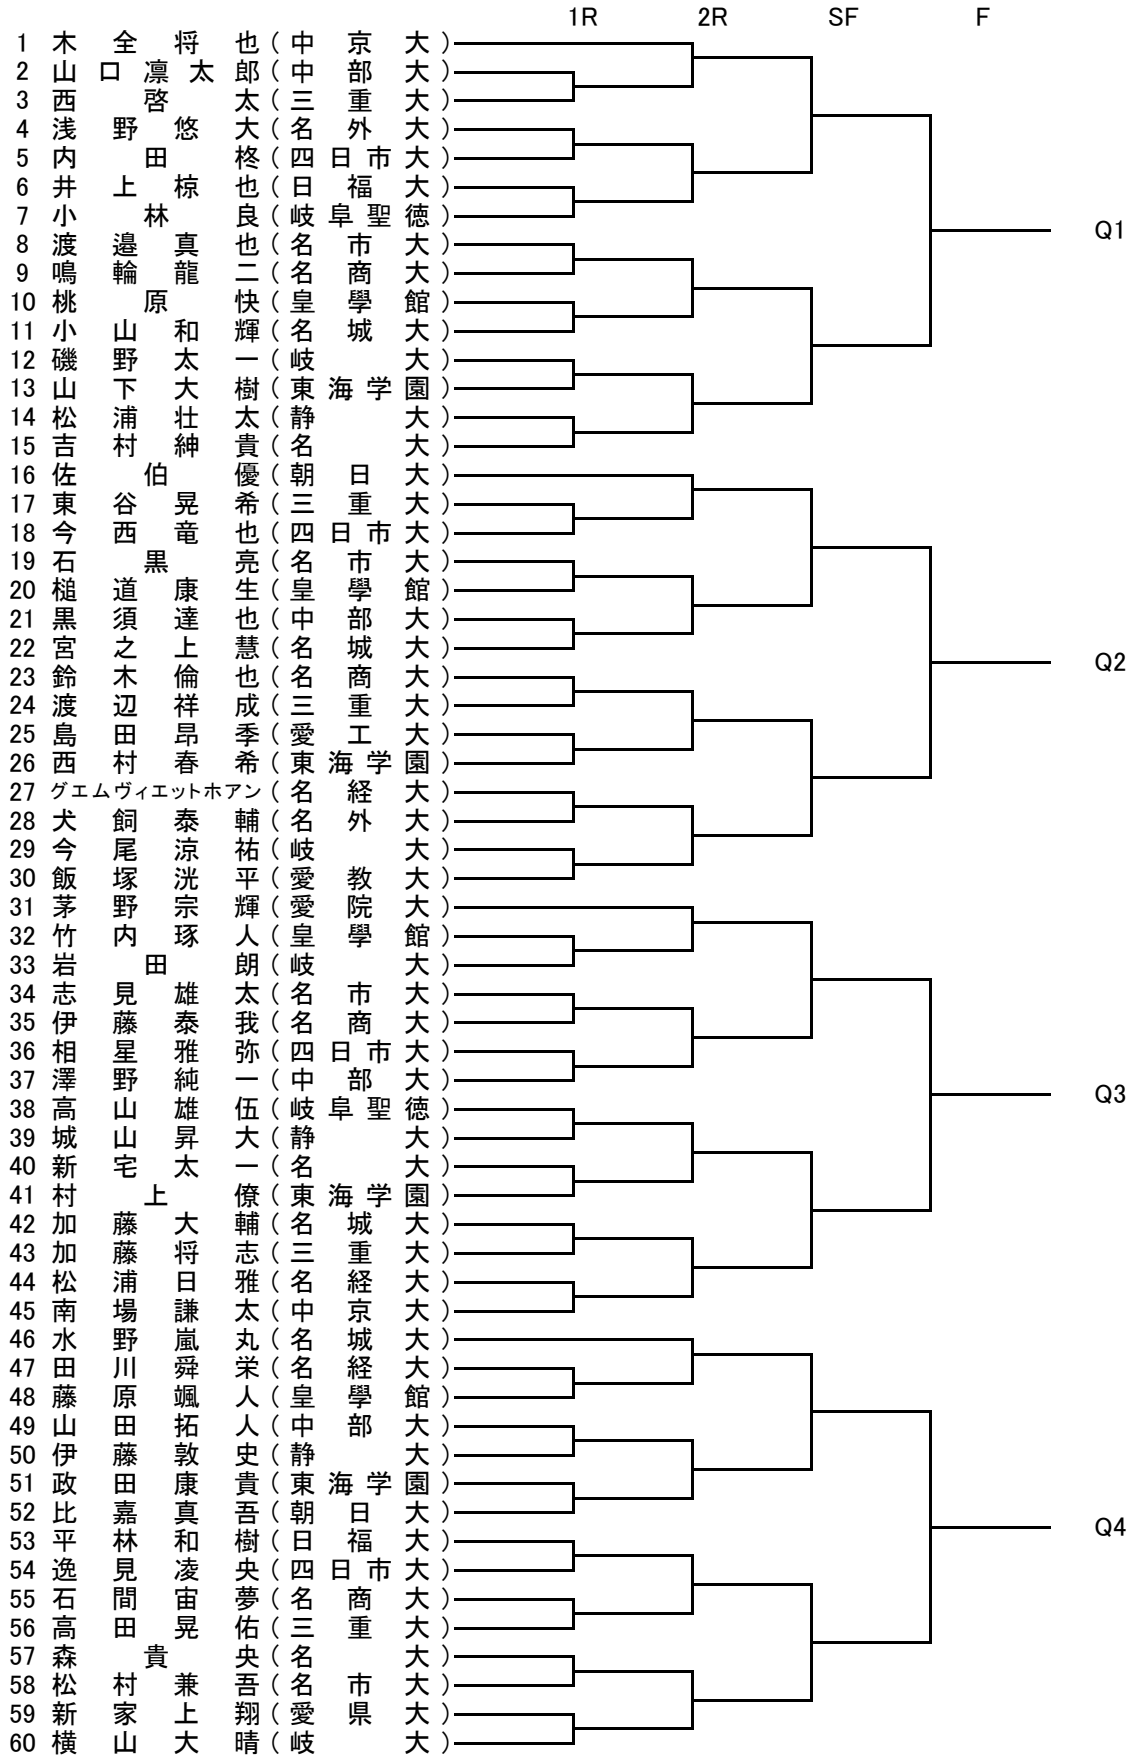 1R 2R SF F
1 木全将也(中京大)
2 山口凛太郎(中部大)
3 西啓太(三重大)
4 浅野悠大(名外大)
5 内田柊(四日市大)
6 井上椋也(日福大)
7 小林良(岐阜聖徳)
8 渡邉真也(名市大)
9 鳴輪龍二(名商大)
10 桃原快(皇學館)
11 小山和輝(名城大)
12 磯野太一(岐大)
13 山下大樹(東海学園)
14 松浦壮太(静大)
15 吉村紳貴(名大)
16 佐伯優(朝日大)
17 東谷晃希(三重大)
18 今西竜也(四日市大)
19 石黒亮(名市大)
20 槌道康生(皇學館)
21 黒須達也(中部大)
22 宮之上慧(名城大)
23 鈴木倫也(名商大)
24 渡辺祥成(三重大)
25 島田昂季(愛工大)
26 西村春希(東海学園)
27 グエムヴィエットホアン(名経大)
28 犬飼泰輔(名外大)
29 今尾涼祐(岐大)
30 飯塚洸平(愛教大)
31 茅野宗輝(愛院大)
32 竹内琢人(皇學館)
33 岩田朗(岐大)
34 志見雄太(名市大)
35 伊藤泰我(名商大)
36 相星雅弥(四日市大)
37 澤野純一(中部大)
38 高山雄伍(岐阜聖徳)
39 城山昇大(静大)
40 新宅太一(名大)
41 村上僚(東海学園)
42 加藤大輔(名城大)
43 加藤将志(三重大)
44 松浦日雅(名経大)
45 南場謙太(中京大)
46 水野嵐丸(名城大)
47 田川舜栄(名経大)
48 藤原颯人(皇學館)
49 山田拓人(中部大)
50 伊藤敦史(静大)
51 政田康貴(東海学園)
52 比嘉真吾(朝日大)
53 平林和樹(日福大)
54 逸見凌央(四日市大)
55 石間宙夢(名商大)
56 高田晃佑(三重大)
57 森貴央(名大)
58 松村兼吾(名市大)
59 新家上翔(愛県大)
60 横山大晴(岐大)
Q1
Q2
Q3
Q4